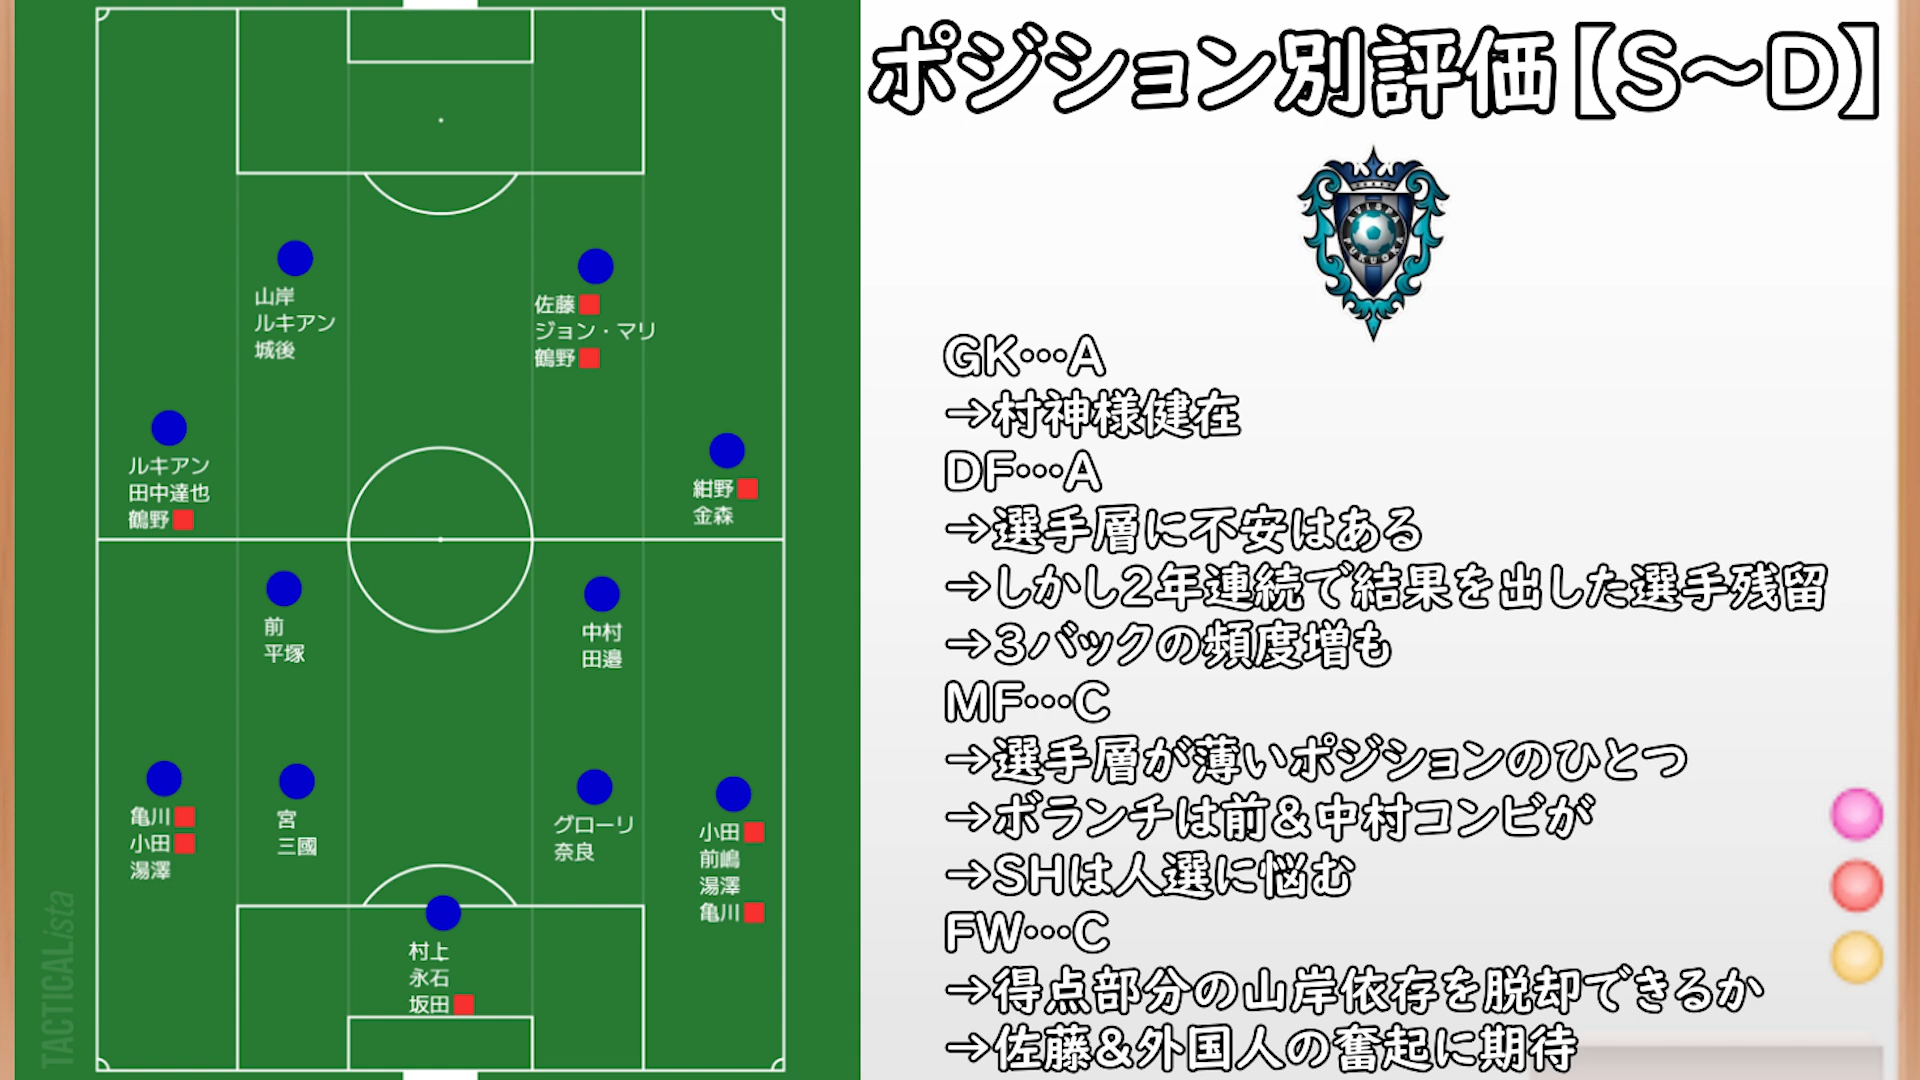 ポジション別評価【S～D】
AVISPA
FUKUOKA
山岸
ルキアン
城後
佐藤
ジョン・マリ
鶴野
ルキアン
田中達也
鶴野
紺野
金森
前
平塚
中村
田邉
亀川
小田
湯澤
宮
三國
グローリ
奈良
小田
前嶋
湯澤
亀川
村上
永石
坂田
TACTICALista
GK…A
→村神様健在
DF…A
→選手層に不安はある
→しかし2年連続で結果を出した選手残留
→3バックの頻度増も
MF…C
→選手層が薄いポジションのひとつ
→ボランチは前&中村コンビが
→SHは人選に悩む
FW…C
→得点部分の山岸依存を脱却できるか
→佐藤&外国人の奮起に期待